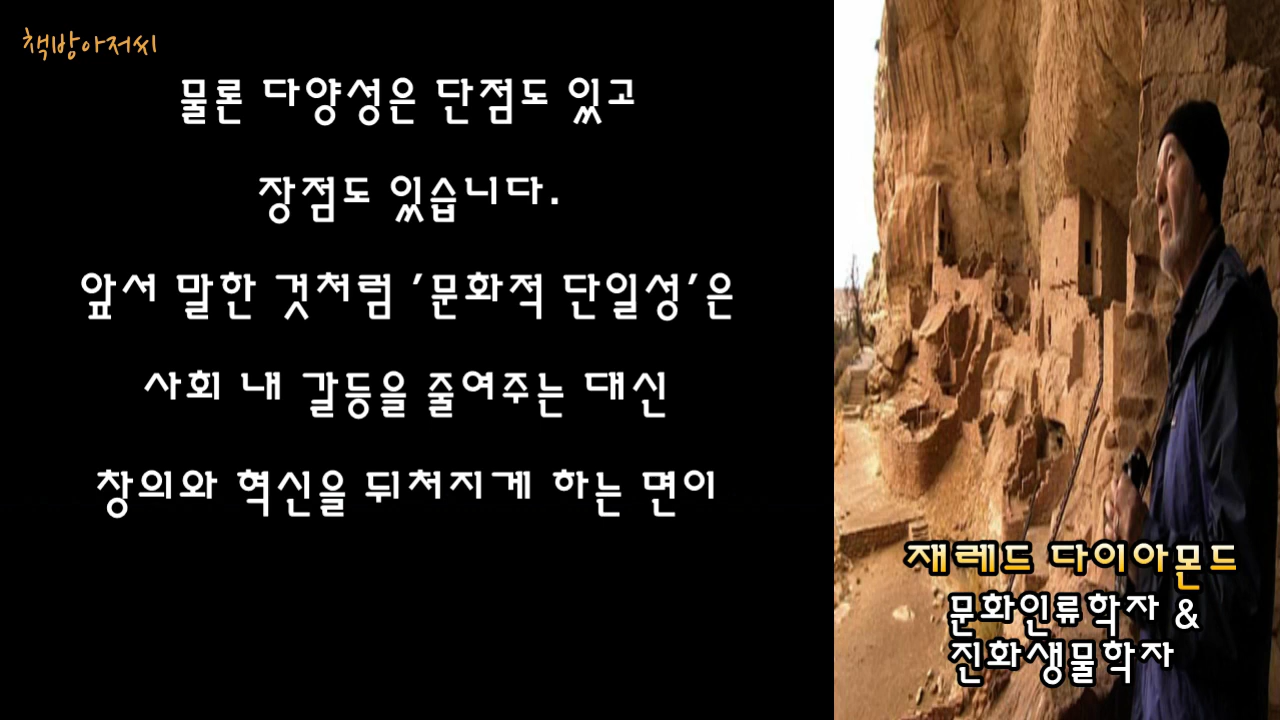 책방아저씨
물론 다양성은 단점도 있고
장점도 있습니다.
앞서 말한 것처럼 '문화적 단일성'은
사회 내 갈등을 줄여주는 대신
창의와 혁신을 뒤처지게 하는 면이
재레드 다이아몬드
문화인류학자 &
진화생물학자